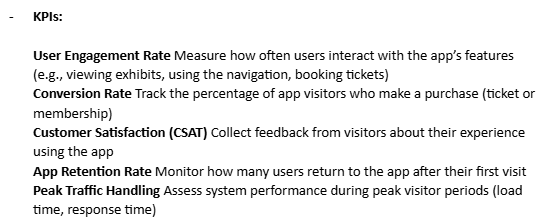 - KPIs:
User Engagement Rate Measure how often users interact with the app's features
(e.g., viewing exhibits, using the navigation, booking tickets)
Conversion Rate Track the percentage of app visitors who make a purchase (ticket or
membership)
Customer Satisfaction (CSAT) Collect feedback from visitors about their experience
using the app
App Retention Rate Monitor how many users return to the app after their first visit
Peak Traffic Handling Assess system performance during peak visitor periods (load
time, response time)